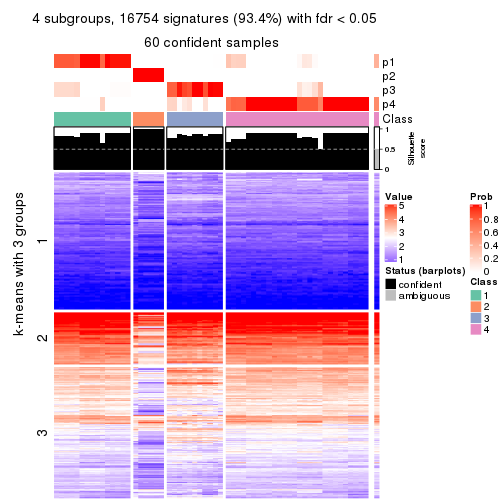 4 subgroups, 16754 signatures (93.4%) with fdr < 0.05
60 confident samples
p1
p2
p3
p4
Class
1
0.5
0
Silhouette
score
k-means with 3 groups
1
2
3
Value
5
4
3
2
1
Status (barplots)
confident
ambiguous
Prob
1
0.8
0.6
0.4
0.2
0
Class
1
2
3
4